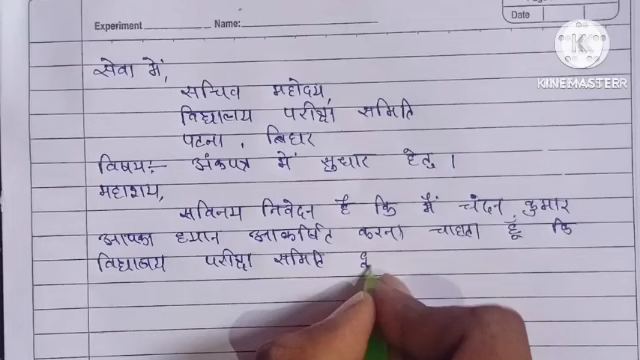 Experiment
Name:
Date
KINEMASTER
सेवा में,
सचिव महोदय,
विद्यालय परीक्षा समिति
पटना, बिहार
विषय:- अंकपत्र में सुधार हेतु।
महाशय,
सविनय निवेदन है कि मैं चंदन कुमार
आपका ध्यान आकर्षित करना चाहता हूँ कि
विद्यालय परीक्षा समिति